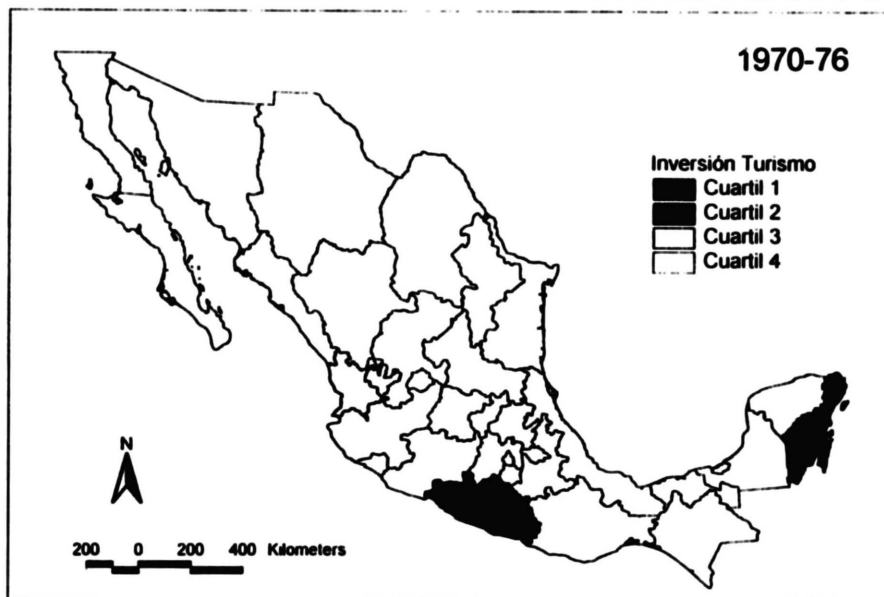 1970-76
Inversión Turismo
Cuartil 1
Cuartil 2
Cuartil 3
Cuartil 4
N
200 0 200 400 Kilometers